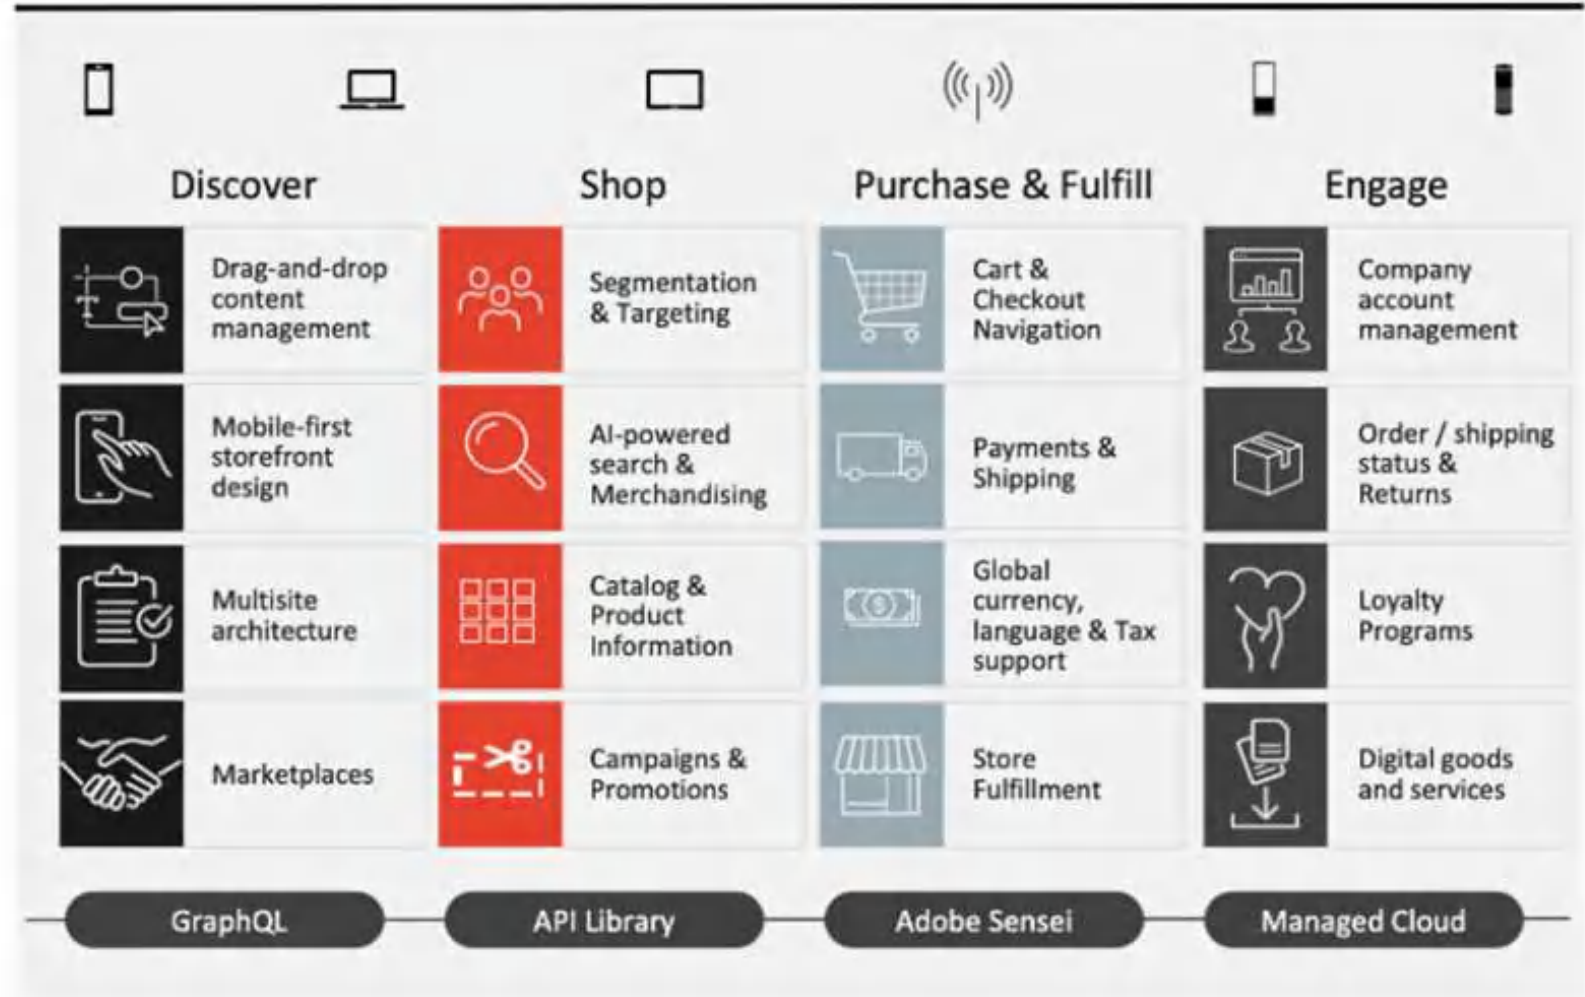 Discover
Shop
Purchase & Fulfill
Engage
Drag-and-drop
content
management
Segmentation
& Targeting
Cart &
Checkout
Navigation
Company
account
management
Mobile-first
storefront
design
AI-powered
search &
Merchandising
Payments &
Shipping
Order / shipping
status &
Returns
Multisite
architecture
Catalog &
Product
Information
Global
currency,
language & Tax
support
Loyalty
Programs
Marketplaces
Campaigns &
Promotions
Store
Fulfillment
Digital goods
and services
GraphQL
API Library
Adobe Sensei
Managed Cloud